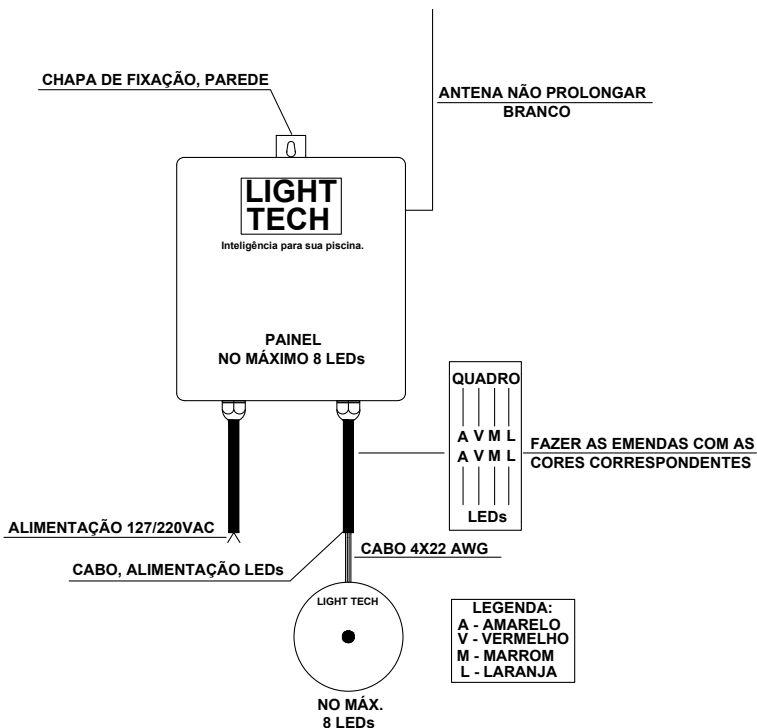 CHAPA DE FIXAÇÃO, PAREDE
ANTENA NÃO PROLONGAR
BRANCO
LIGHT
TECH
Inteligência para sua piscina.
PAINEL
NO MÁXIMO 8 LEDs
QUADRO
A V M L
A V M L
LEDs
FAZER AS EMENDAS COM AS
CORES CORRESPONDENTES
ALIMENTAÇÃO 127/220VAC
CABO 4X22 AWG
CABO, ALIMENTAÇÃO LEDs
LIGHT TECH
NO MÁX.
8 LEDs
LEGENDA:
A - AMARELO
V - VERMELHO
M - MARROM
L - LARANJA